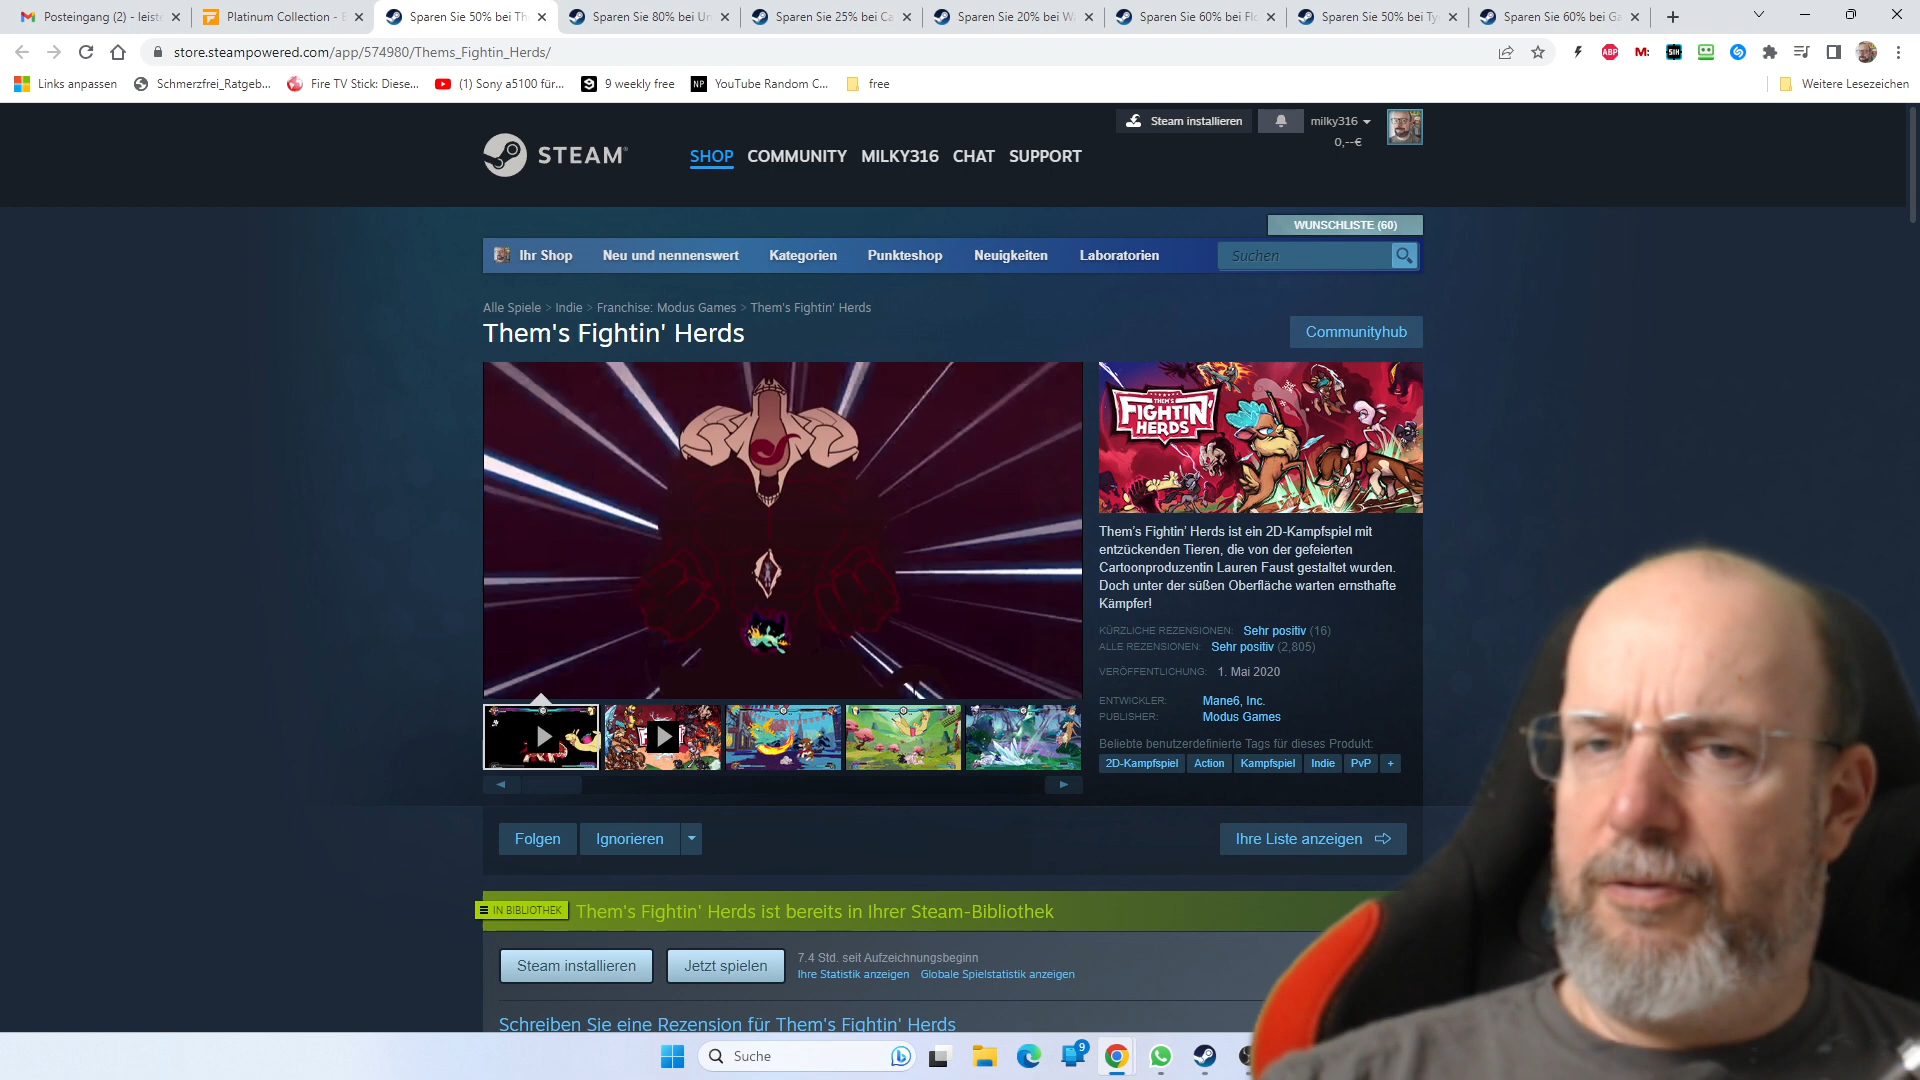 Posteingang (2) - leist
Platinum Collection - B
Sparen Sie 50% bei The
Sparen Sie 80% bei Un
Sparen Sie 25% bei Ca
Sparen Sie 20% bei W
Sparen Sie 60% bei Flo
Sparen Sie 50% bei Ty
Sparen Sie 60% bei Ga
store.steampowered.com/app/574980/Thems_Fightin_Herds/
ABP
M:
SIH
Links anpassen
Schmerzfrei_Ratgeb...
Fire TV Stick: Diese...
(1) Sony a5100 für...
9 weekly free
NP YouTube Random C...
free
Weitere Lesezeichen
Steam installieren
milky316
0,--€
STEAM
SHOP
COMMUNITY
MILKY316
CHAT
SUPPORT
WUNSCHLISTE (60)
Ihr Shop
Neu und nennenswert
Kategorien
Punkteshop
Neuigkeiten
Laboratorien
Suchen
Alle Spiele > Indie > Franchise: Modus Games > Them's Fightin' Herds
Them's Fightin' Herds
Communityhub
THEM'S
FIGHTIN'
HERDS
Them's Fightin' Herds ist ein 2D-Kampfspiel mit
entzückenden Tieren, die von der gefeierten
Cartoonproduzentin Lauren Faust gestaltet wurden.
Doch unter der süßen Oberfläche warten ernsthafte
Kämpfer!
KÜRZLICHE REZENSIONEN: Sehr positiv (16)
ALLE REZENSIONEN: Sehr positiv (2,805)
VERÖFFENTLICHUNG: 1. Mai 2020
ENTWICKLER: Mane6, Inc.
PUBLISHER: Modus Games
Beliebte benutzerdefinierte Tags für dieses Produkt:
2D-Kampfspiel Action Kampfspiel Indie PvP +
Folgen
Ignorieren
Ihre Liste anzeigen
IN BIBLIOTHEK
Them's Fightin' Herds ist bereits in Ihrer Steam-Bibliothek
Steam installieren
Jetzt spielen
7.4 Std. seit Aufzeichnungsbeginn
Ihre Statistik anzeigen Globale Spielstatistik anzeigen
Schreiben Sie eine Rezension für Them's Fightin' Herds
Suche
9